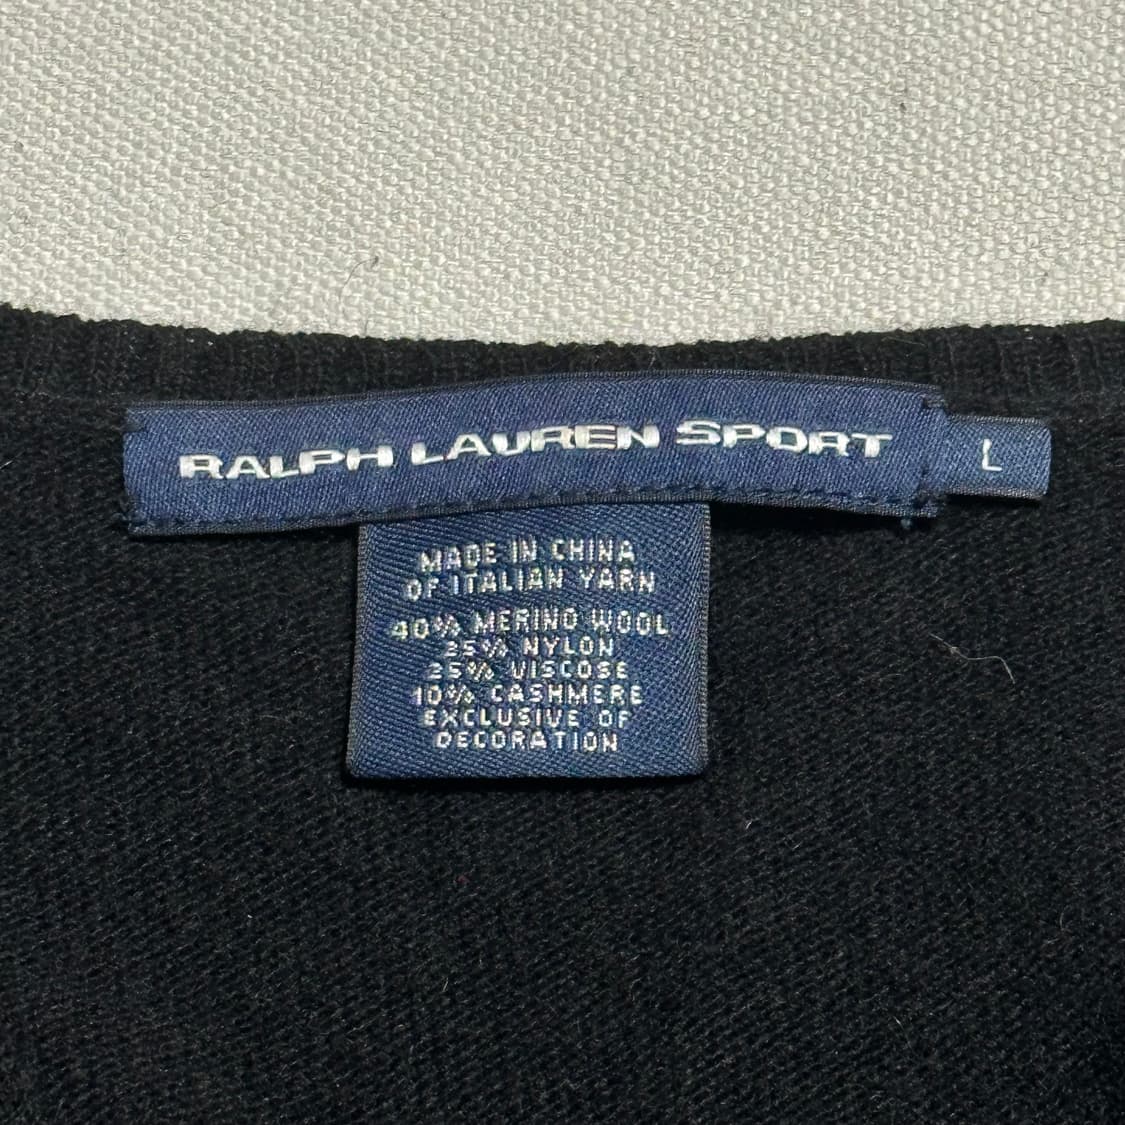 RALPH LAUREN SPORT
L
MADE IN CHINA
OF ITALIAN YARN
40% MERINO WOOL
25% NYLON
25% VISCOSE
10% CASHMERE
EXCLUSIVE OF
DECORATION